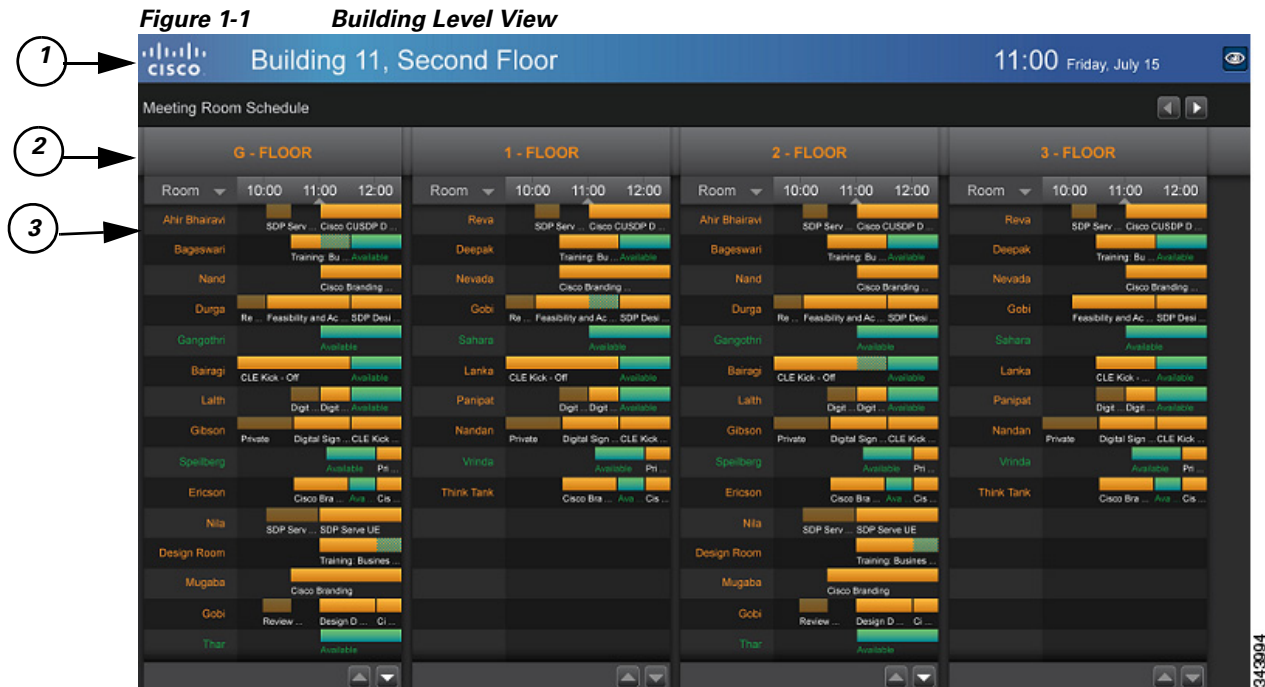 Figure 1-1 Building Level View
1
CISCO Building 11, Second Floor 11:00 Friday, July 15
Meeting Room Schedule
2
G - FLOOR 1 - FLOOR 2 - FLOOR 3 - FLOOR
Room 10:00 11:00 12:00 Room 10:00 11:00 12:00 Room 10:00 11:00 12:00 Room 10:00 11:00 12:00
3
Ahir Bhairavi SDP Serv ... Cisco CUSDP D ... Reva SDP Serv ... Cisco CUSDP D ... Ahir Bhairavi SDP Serv ... Cisco CUSDP D ... Reva SDP Serv ... Cisco CUSDP D ...
Bageswari Training: Bu ... Available Deepak Training: Bu ... Available Bageswari Training: Bu ... Available Deepak Training: Bu ... Available
Nand Cisco Branding ... Nevada Cisco Branding ... Nand Cisco Branding ... Nevada Cisco Branding ...
Durga Re ... Feasibility and Ac ... SDP Desi ... Gobi Re ... Feasibility and Ac ... SDP Desi ... Durga Re ... Feasibility and Ac ... SDP Desi ... Gobi Feasibility and Ac ... SDP Desi ...
Gangothri Available Sahara Available Gangothri Available Sahara Available
Bairagi CLE Kick - Off Available Lanka CLE Kick - Off Available Bairagi CLE Kick - Off Available Lanka CLE Kick - ... Available
Lalth Digit ... Digit ... Available Panipat Digit ... Digit ... Available Lalth Digit ... Digit ... Available Panipat Digit ... Digit ... Available
Gibson Private Digital Sign ... CLE Kick ... Nandan Private Digital Sign ... CLE Kick ... Gibson Private Digital Sign ... CLE Kick ... Nandan Private Digital Sign ... CLE Kick ...
Speilberg Available Pri ... Vrinda Available Pri ... Speilberg Available Pri ... Vrinda Available Pri ...
Ericson Cisco Bra ... Ava ... Cis ... Think Tank Cisco Bra ... Ava ... Cis ... Ericson Cisco Bra ... Ava ... Cis ... Think Tank Cisco Bra ... Ava ... Cis ...
Nila SDP Serv ... SDP Serve UE Nila SDP Serv ... SDP Serve UE
Design Room Training: Busines ... Design Room Training: Busines ...
Mugaba Cisco Branding Mugaba Cisco Branding
Gobi Review ... Design D ... Ci ... Gobi Review ... Design D ... Ci ...
Thar Available Thar Available
343994